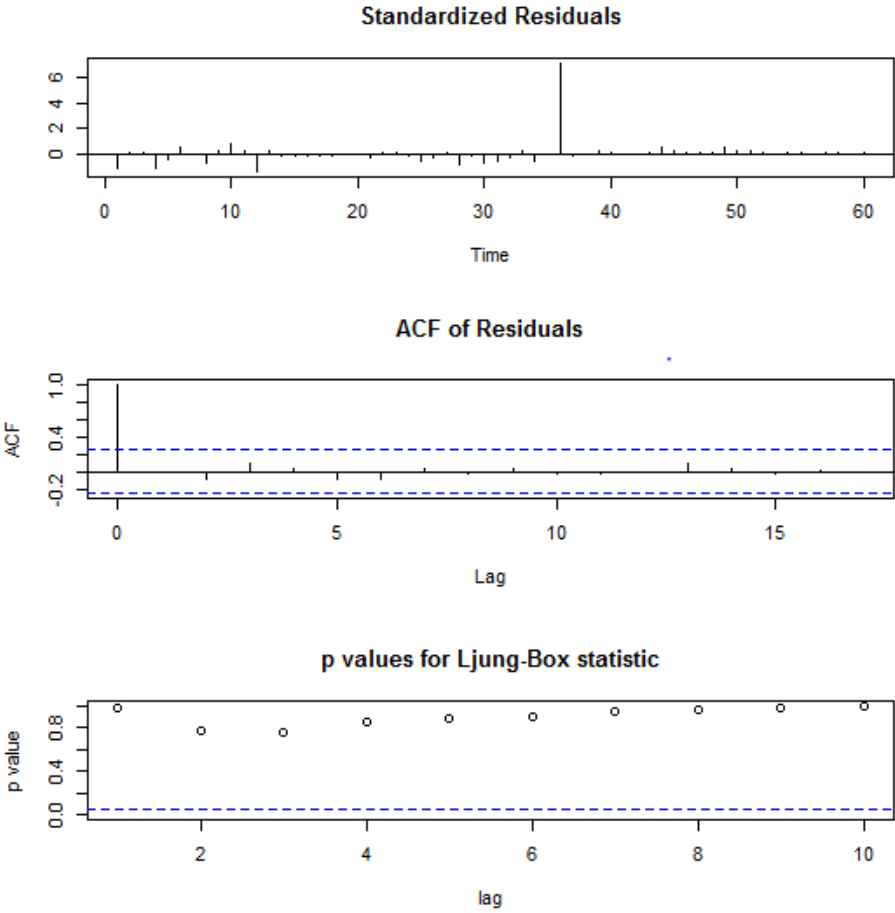 Standardized Residuals
6
4
2
0
0 10 20 30 40 50 60
Time
ACF of Residuals
1.0
0.4
-0.2
ACF
0 5 10 15
Lag
p values for Ljung-Box statistic
0.8
0.4
0.0
p value
2 4 6 8 10
lag